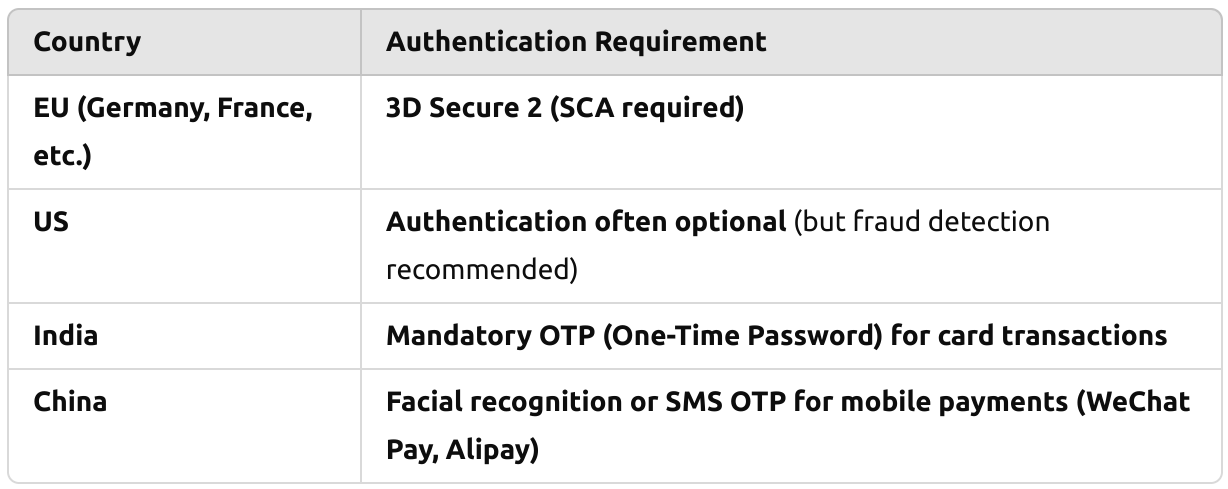 Country
Authentication Requirement
EU (Germany, France,
etc.)
3D Secure 2 (SCA required)
US
Authentication often optional (but fraud detection
recommended)
India
Mandatory OTP (One-Time Password) for card transactions
China
Facial recognition or SMS OTP for mobile payments (WeChat
Pay, Alipay)